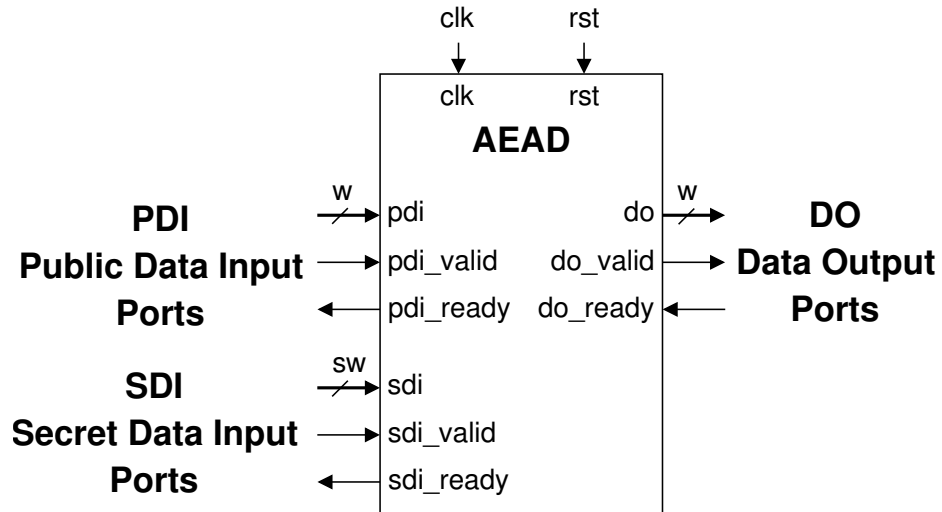 clk rst
clk rst
AEAD
w
pdi
pdi_valid
pdi_ready
PDI
Public Data Input
Ports
sw
sdi
sdi_valid
sdi_ready
SDI
Secret Data Input
Ports
w
do
do_valid
do_ready
DO
Data Output
Ports